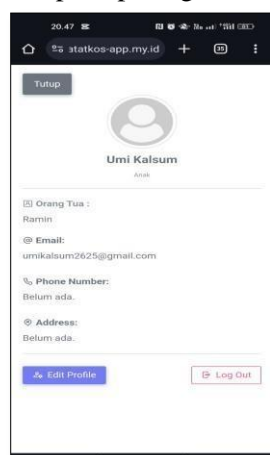 20.47
statkos-app.my.id
35
Tutup
Umi Kalsum
Anak
Orang Tua :
Ramin
Email:
umikalsum2625@gmail.com
Phone Number:
Belum ada.
Address:
Belum ada.
Edit Profile
Log Out